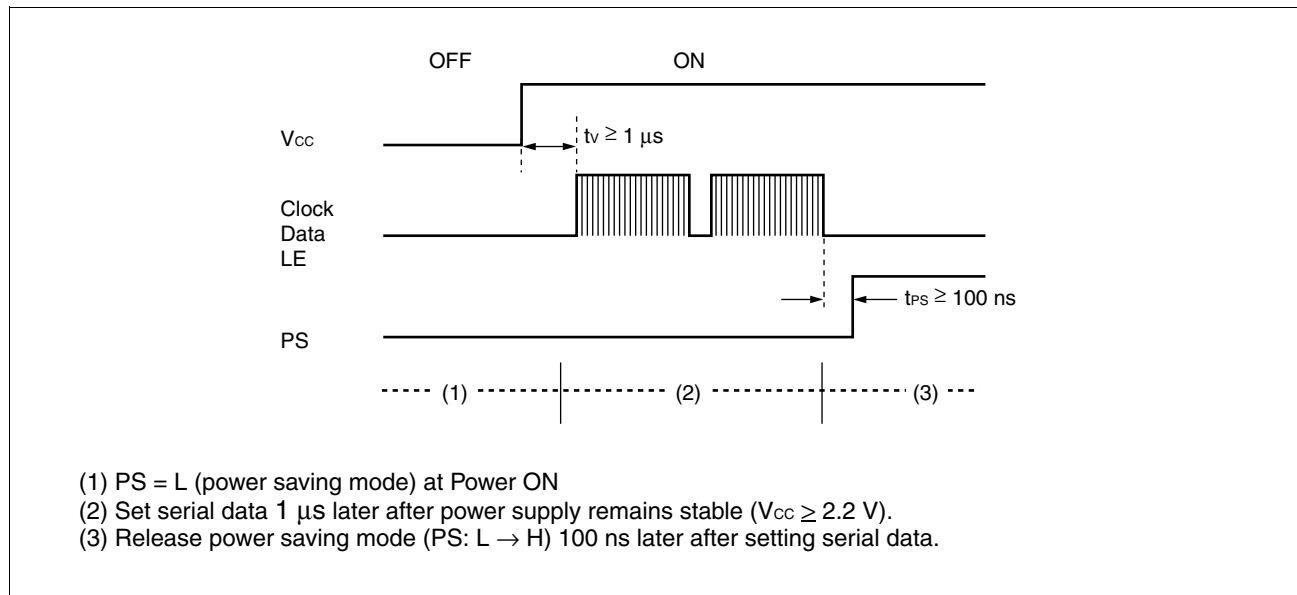 OFF ON
Vcc
tv ≥ 1 μs
Clock
Data
LE
tPS ≥ 100 ns
PS
(1) (2) (3)
(1) PS = L (power saving mode) at Power ON
(2) Set serial data 1 μs later after power supply remains stable (Vcc ≥ 2.2 V).
(3) Release power saving mode (PS: L → H) 100 ns later after setting serial data.